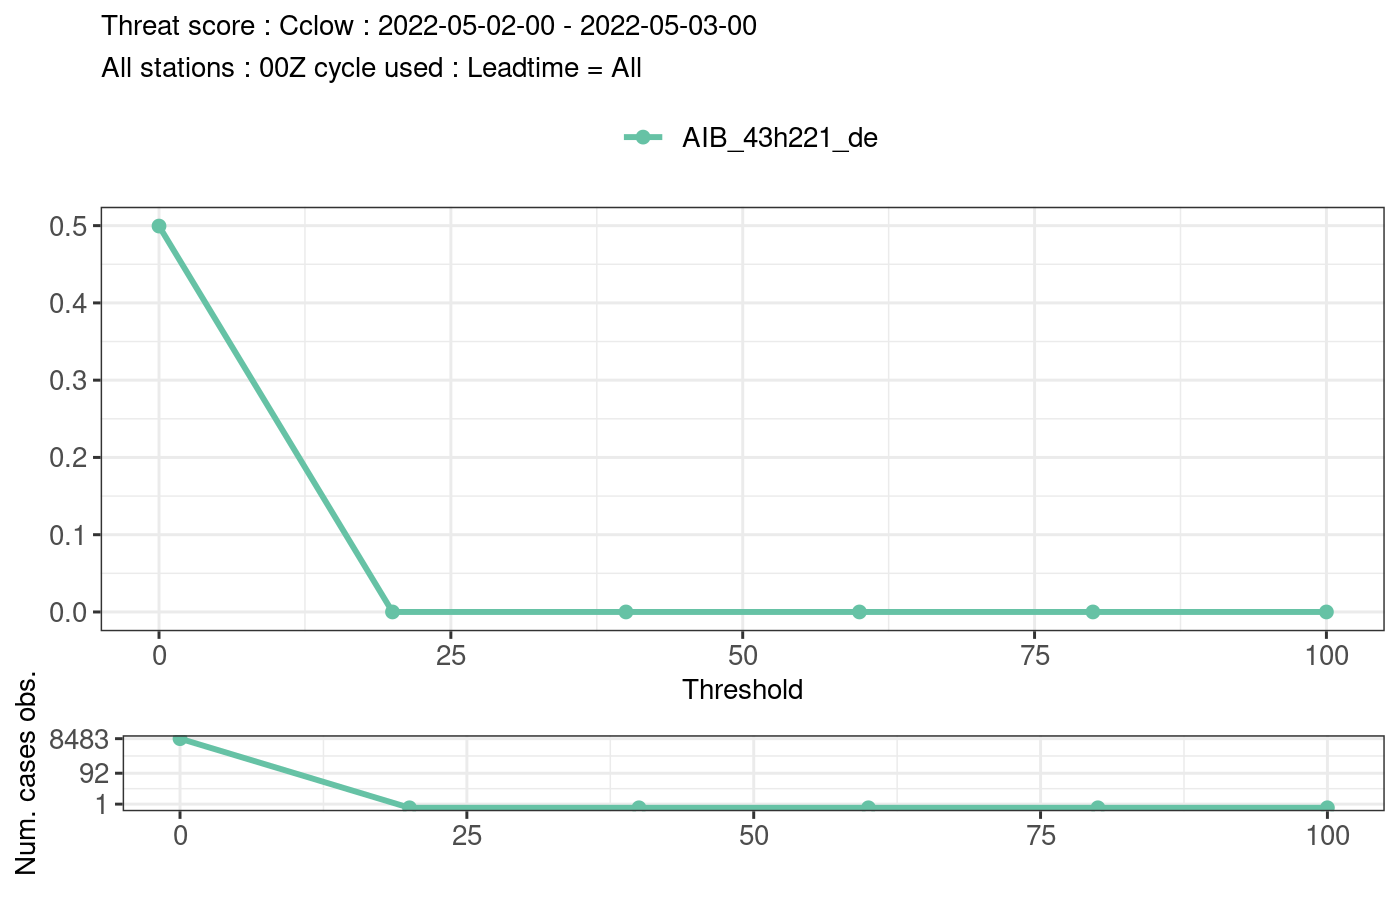 Threat score : Cclow : 2022-05-02-00 - 2022-05-03-00
All stations : 00Z cycle used : Leadtime = All
AIB_43h221_de
0.5
0.4
0.3
0.2
0.1
0.0
0 25 50 75 100
Threshold
Num. cases obs.
8483
92
1
0 25 50 75 100